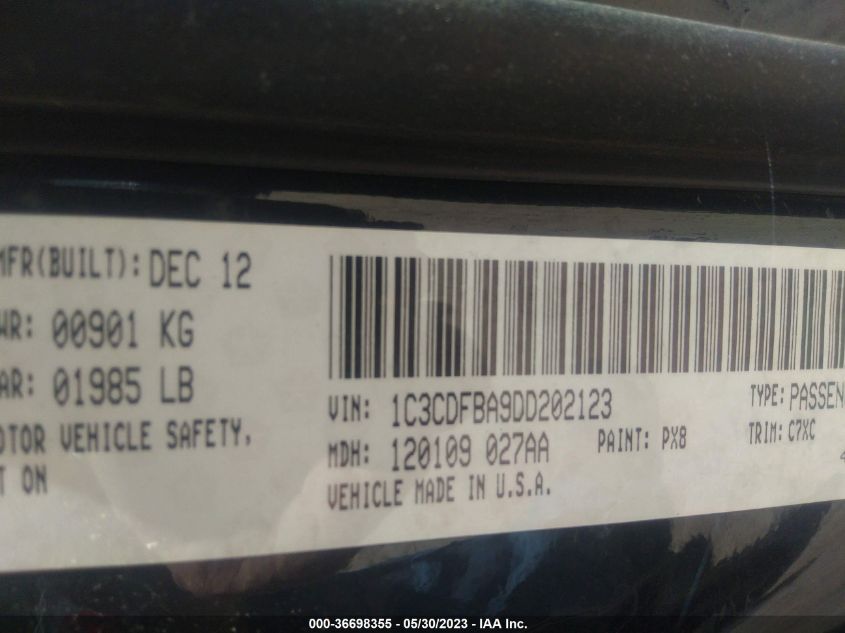 MFR(BUILT): DEC 12
WR: 00901 KG
AR: 01985 LB
OTOR VEHICLE SAFETY,
T ON
VIN: 1C3CDFBA9DD202123
TYPE: PASSEN
MDH: 120109 027AA
PAINT: PX8
TRIM: C7XC
VEHICLE MADE IN U.S.A.
4
000-36698355 - 05/30/2023 - IAA Inc.